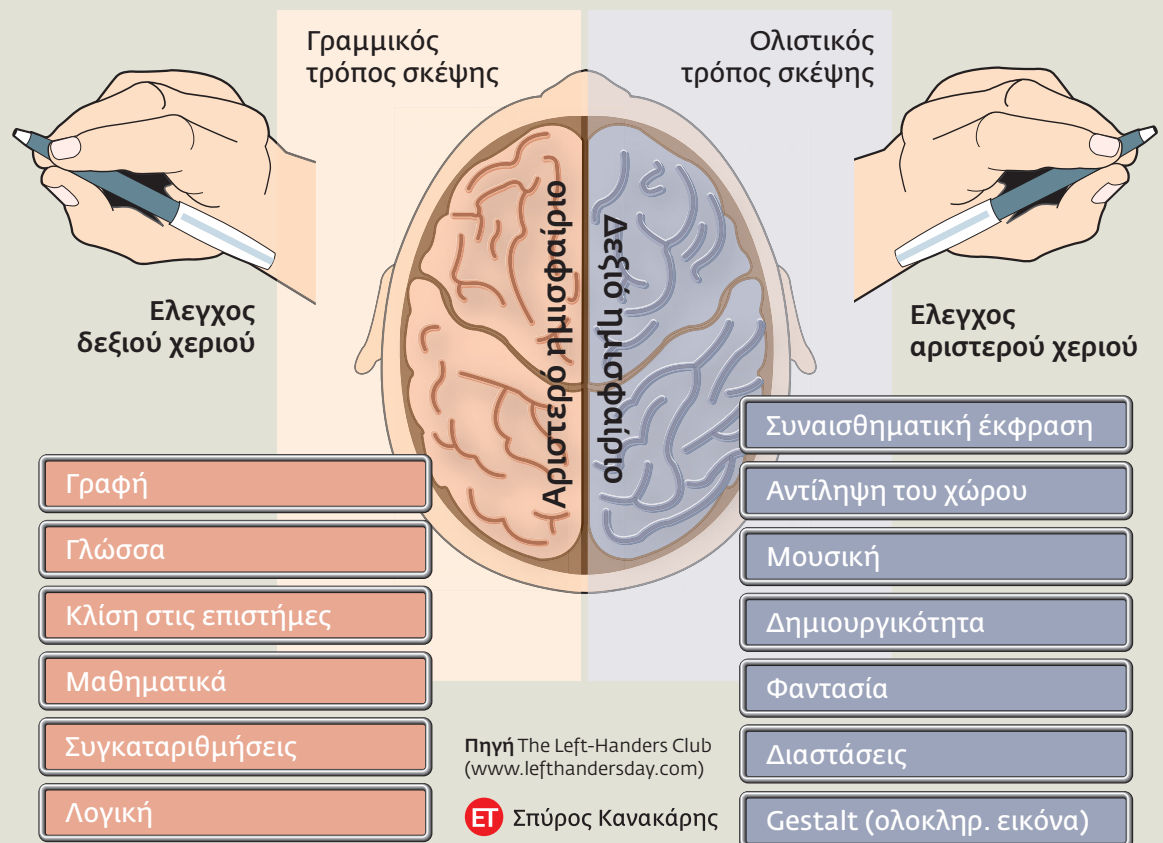 Γραμμικός
τρόπος σκέψης
Ολιστικός
τρόπος σκέψης
Αριστερό ημισφαίριο
Δεξιό ημισφαίριο
Ελεγχος
δεξιού χεριού
Ελεγχος
αριστερού χεριού
Γραφή
Γλώσσα
Κλίση στις επιστήμες
Μαθηματικά
Συγκαταριθμήσεις
Λογική
Συναισθηματική έκφραση
Αντίληψη του χώρου
Μουσική
Δημιουργικότητα
Φαντασία
Διαστάσεις
Gestalt (ολοκληρ. εικόνα)
Πηγή The Left-Handers Club
(www.lefthandersday.com)
ET Σπύρος Κανακάρης